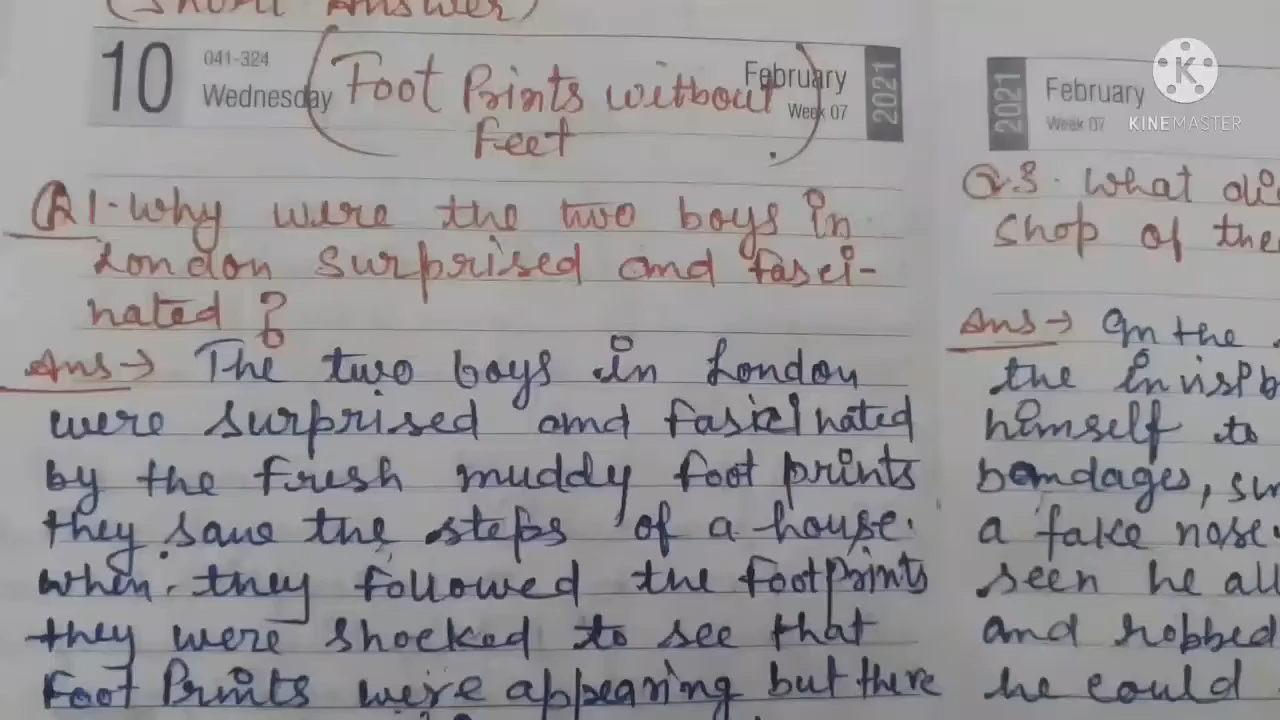 (Short Answer)
10
041-324
Wednesday
February
Week 07
2021
(Foot Prints without
Feet
Q1. Why were the two boys in
London surprised and fasci-
nated ?
Ans → The two boys in London
were surprised and fasicinated
by the fresh muddy foot prints
they save the steps of a house.
when they followed the footprints
they were shocked to see that
Foot Prints were appearing but there
2021
February
Week 07
KINEMASTER
Q.3. What
shop of the
Ans → On the
the
himself to
bandages,
a fake nose
seen he
and robbed
he could